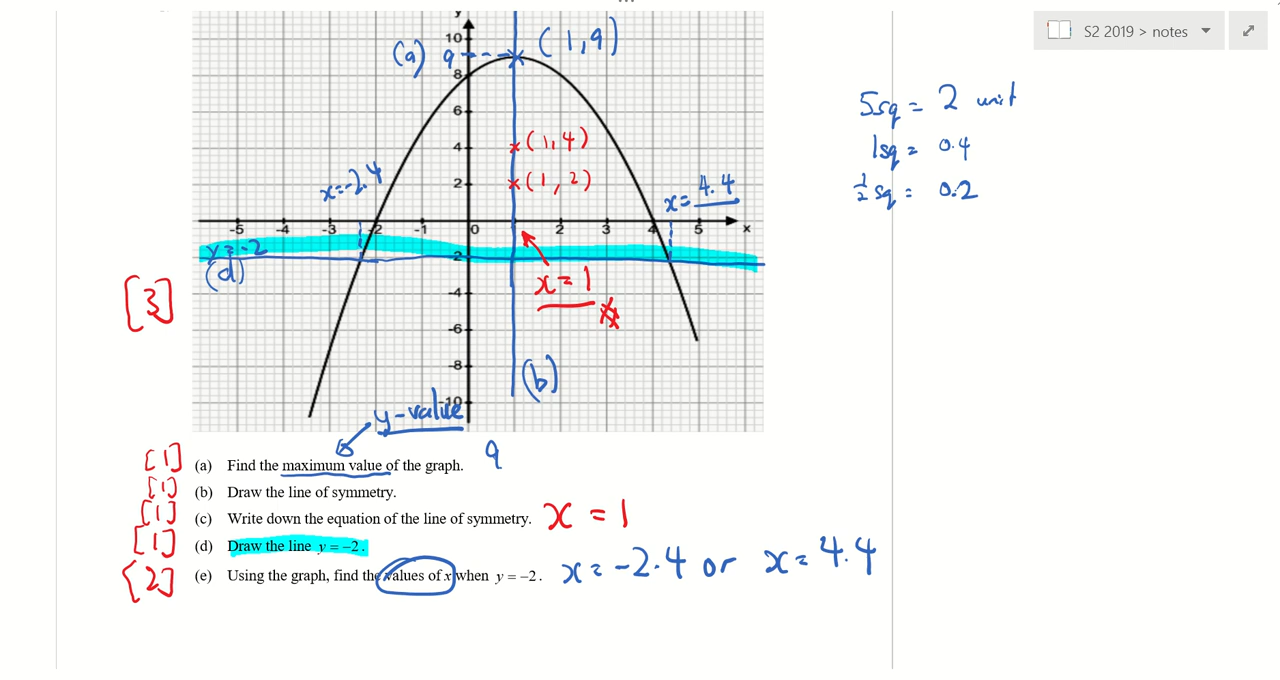 S2 2019 > notes
y
(a) 9 (1,9)
10
8
6
4
2
(1,4)
(1,2)
x=-2.4
x=4.4
-5 -4 -3 -2 -1 0 1 2 3 4 5 x
y=-2
(d)
-2
-4
-6
-8
-10
x=1
(b)
[3]
5sq = 2 unit
1sq = 0.4
½ sq = 0.2
y-value
[1] (a) Find the maximum value of the graph. 9
[1] (b) Draw the line of symmetry.
[1] (c) Write down the equation of the line of symmetry. x = 1
[1] (d) Draw the line y = −2.
[2] (e) Using the graph, find the values of x when y = −2. x = -2.4 or x = 4.4